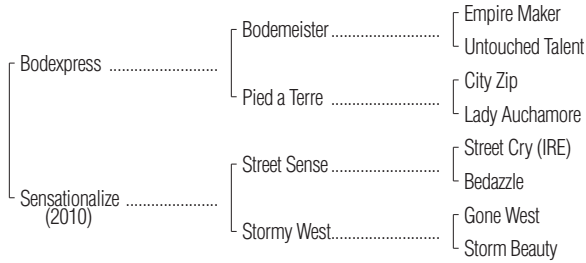 Empire Maker
Bodemeister ................................
Untouched Talent
Bodexpress ................................
City Zip
Pied a Terre ................................
Lady Auchamore
Street Cry (IRE)
Street Sense ................................
Bedazzle
Sensationalize ...........................
(2010)
Gone West
Stormy West................................
Storm Beauty